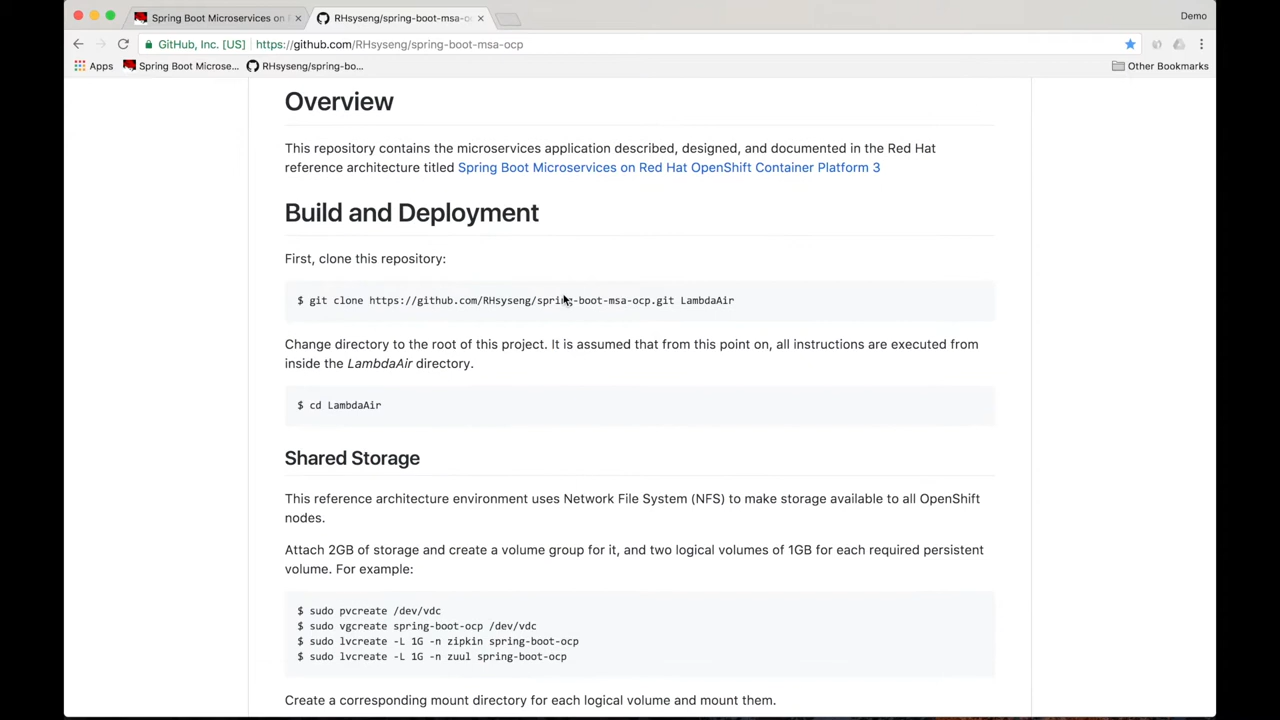 Spring Boot Microservices on
RHsyseng/spring-boot-msa-oc
Demo
GitHub, Inc. [US]
https://github.com/RHsyseng/spring-boot-msa-ocp
Apps
Spring Boot Microse...
RHsyseng/spring-bo...
Other Bookmarks
Overview
This repository contains the microservices application described, designed, and documented in the Red Hat
reference architecture titled Spring Boot Microservices on Red Hat OpenShift Container Platform 3
Build and Deployment
First, clone this repository:
$ git clone https://github.com/RHsyseng/spring-boot-msa-ocp.git LambdaAir
Change directory to the root of this project. It is assumed that from this point on, all instructions are executed from
inside the LambdaAir directory.
$ cd LambdaAir
Shared Storage
This reference architecture environment uses Network File System (NFS) to make storage available to all OpenShift
nodes.
Attach 2GB of storage and create a volume group for it, and two logical volumes of 1GB for each required persistent
volume. For example:
$ sudo pvcreate /dev/vdc
$ sudo vgcreate spring-boot-ocp /dev/vdc
$ sudo lvcreate -L 1G -n zipkin spring-boot-ocp
$ sudo lvcreate -L 1G -n zuul spring-boot-ocp
Create a corresponding mount directory for each logical volume and mount them.